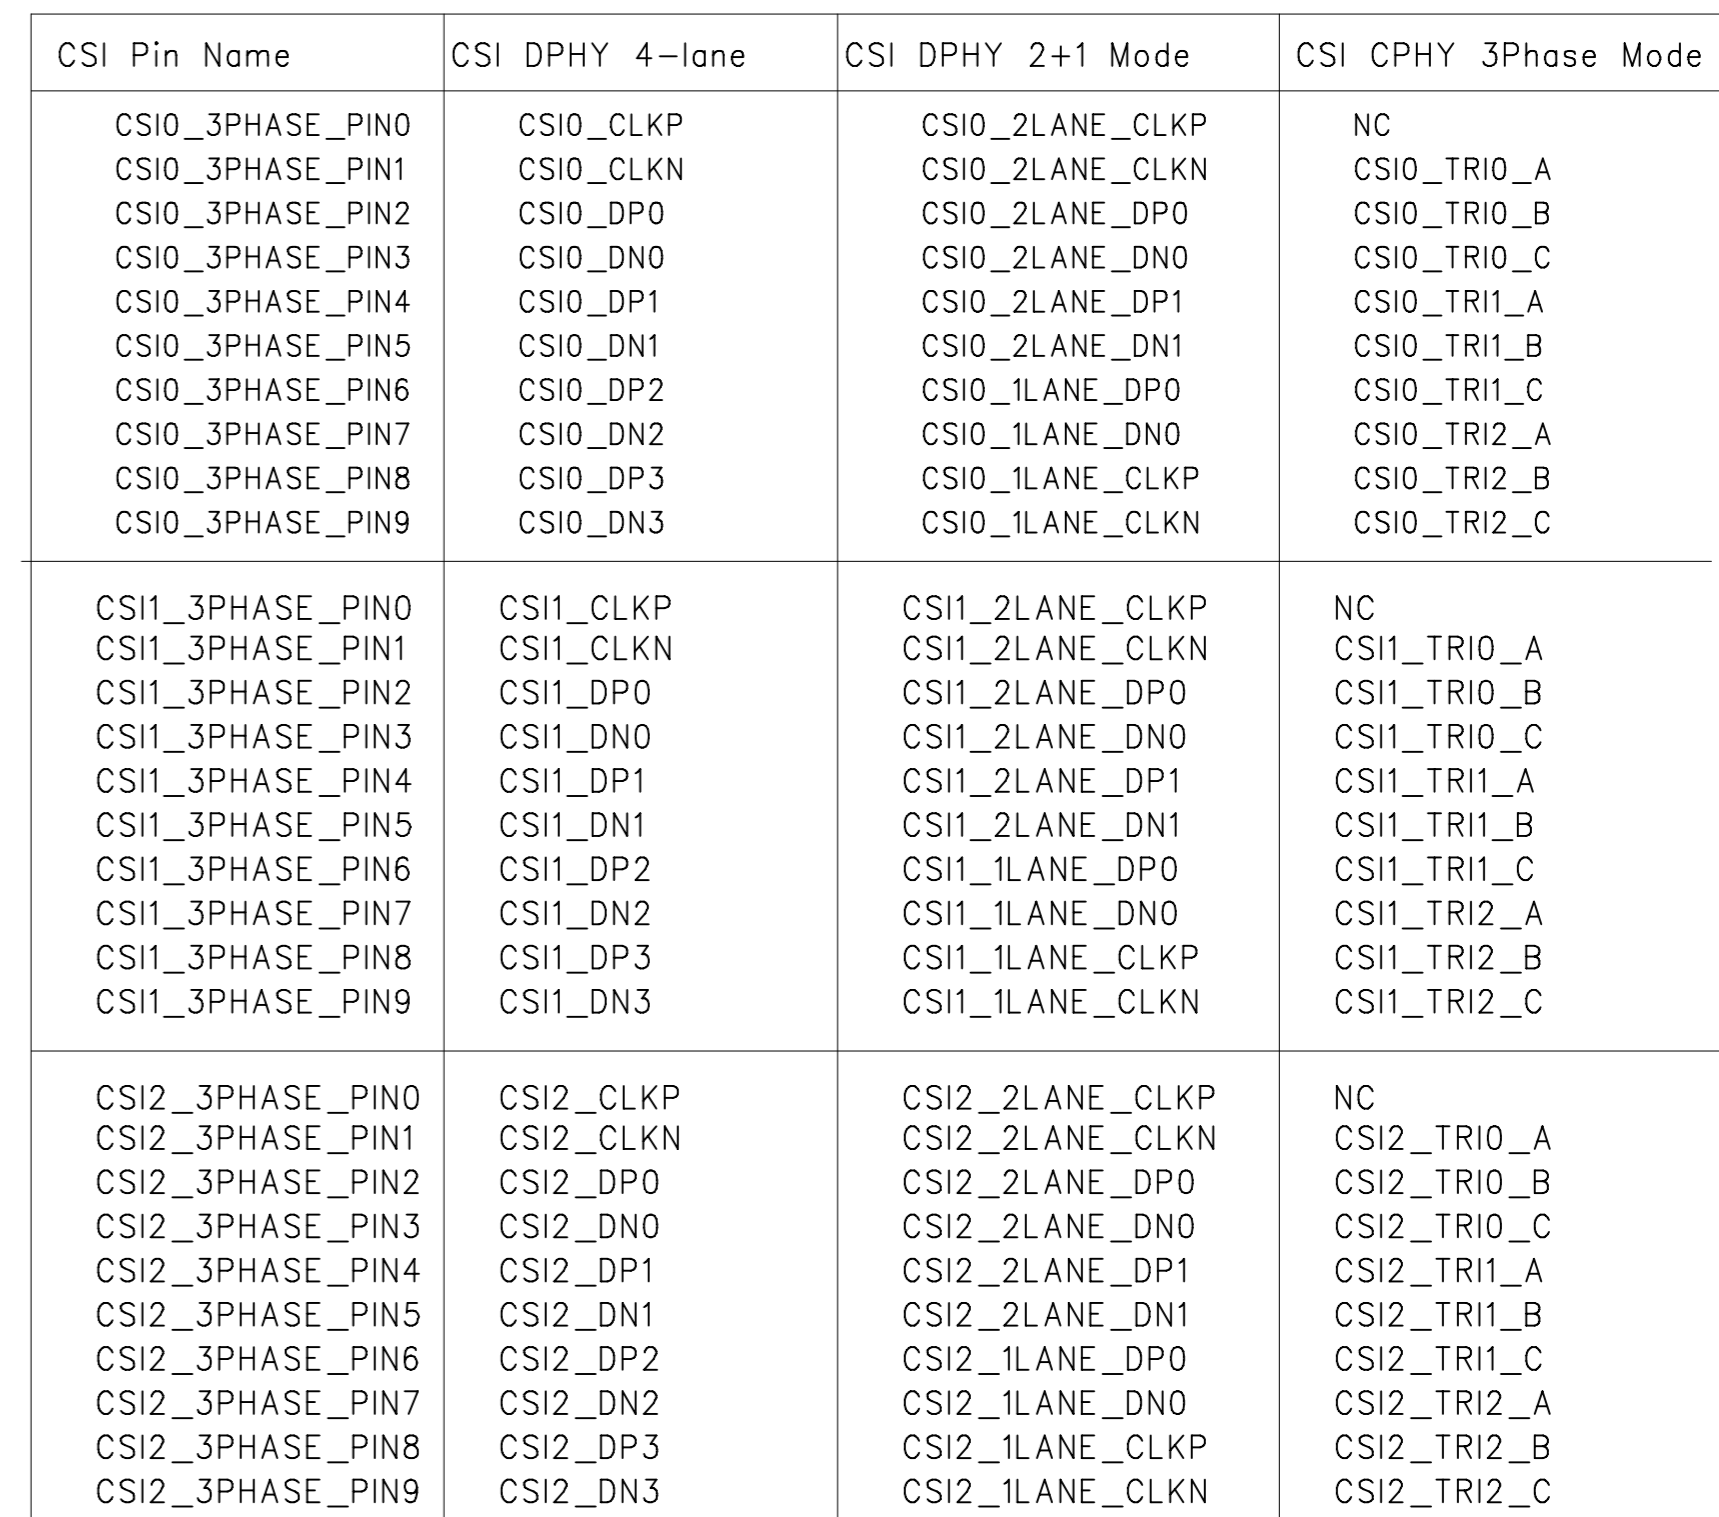 CSI Pin Name CSI DPHY 4-lane CSI DPHY 2+1 Mode CSI CPHY 3Phase Mode
CSI0_3PHASE_PIN0 CSI0_CLKP CSI0_2LANE_CLKP NC
CSI0_3PHASE_PIN1 CSI0_CLKN CSI0_2LANE_CLKN CSI0_TRI0_A
CSI0_3PHASE_PIN2 CSI0_DP0 CSI0_2LANE_DP0 CSI0_TRI0_B
CSI0_3PHASE_PIN3 CSI0_DN0 CSI0_2LANE_DN0 CSI0_TRI0_C
CSI0_3PHASE_PIN4 CSI0_DP1 CSI0_2LANE_DP1 CSI0_TRI1_A
CSI0_3PHASE_PIN5 CSI0_DN1 CSI0_2LANE_DN1 CSI0_TRI1_B
CSI0_3PHASE_PIN6 CSI0_DP2 CSI0_1LANE_DP0 CSI0_TRI1_C
CSI0_3PHASE_PIN7 CSI0_DN2 CSI0_1LANE_DN0 CSI0_TRI2_A
CSI0_3PHASE_PIN8 CSI0_DP3 CSI0_1LANE_CLKP CSI0_TRI2_B
CSI0_3PHASE_PIN9 CSI0_DN3 CSI0_1LANE_CLKN CSI0_TRI2_C
CSI1_3PHASE_PIN0 CSI1_CLKP CSI1_2LANE_CLKP NC
CSI1_3PHASE_PIN1 CSI1_CLKN CSI1_2LANE_CLKN CSI1_TRI0_A
CSI1_3PHASE_PIN2 CSI1_DP0 CSI1_2LANE_DP0 CSI1_TRI0_B
CSI1_3PHASE_PIN3 CSI1_DN0 CSI1_2LANE_DN0 CSI1_TRI0_C
CSI1_3PHASE_PIN4 CSI1_DP1 CSI1_2LANE_DP1 CSI1_TRI1_A
CSI1_3PHASE_PIN5 CSI1_DN1 CSI1_2LANE_DN1 CSI1_TRI1_B
CSI1_3PHASE_PIN6 CSI1_DP2 CSI1_1LANE_DP0 CSI1_TRI1_C
CSI1_3PHASE_PIN7 CSI1_DN2 CSI1_1LANE_DN0 CSI1_TRI2_A
CSI1_3PHASE_PIN8 CSI1_DP3 CSI1_1LANE_CLKP CSI1_TRI2_B
CSI1_3PHASE_PIN9 CSI1_DN3 CSI1_1LANE_CLKN CSI1_TRI2_C
CSI2_3PHASE_PIN0 CSI2_CLKP CSI2_2LANE_CLKP NC
CSI2_3PHASE_PIN1 CSI2_CLKN CSI2_2LANE_CLKN CSI2_TRI0_A
CSI2_3PHASE_PIN2 CSI2_DP0 CSI2_2LANE_DP0 CSI2_TRI0_B
CSI2_3PHASE_PIN3 CSI2_DN0 CSI2_2LANE_DN0 CSI2_TRI0_C
CSI2_3PHASE_PIN4 CSI2_DP1 CSI2_2LANE_DP1 CSI2_TRI1_A
CSI2_3PHASE_PIN5 CSI2_DN1 CSI2_2LANE_DN1 CSI2_TRI1_B
CSI2_3PHASE_PIN6 CSI2_DP2 CSI2_1LANE_DP0 CSI2_TRI1_C
CSI2_3PHASE_PIN7 CSI2_DN2 CSI2_1LANE_DN0 CSI2_TRI2_A
CSI2_3PHASE_PIN8 CSI2_DP3 CSI2_1LANE_CLKP CSI2_TRI2_B
CSI2_3PHASE_PIN9 CSI2_DN3 CSI2_1LANE_CLKN CSI2_TRI2_C